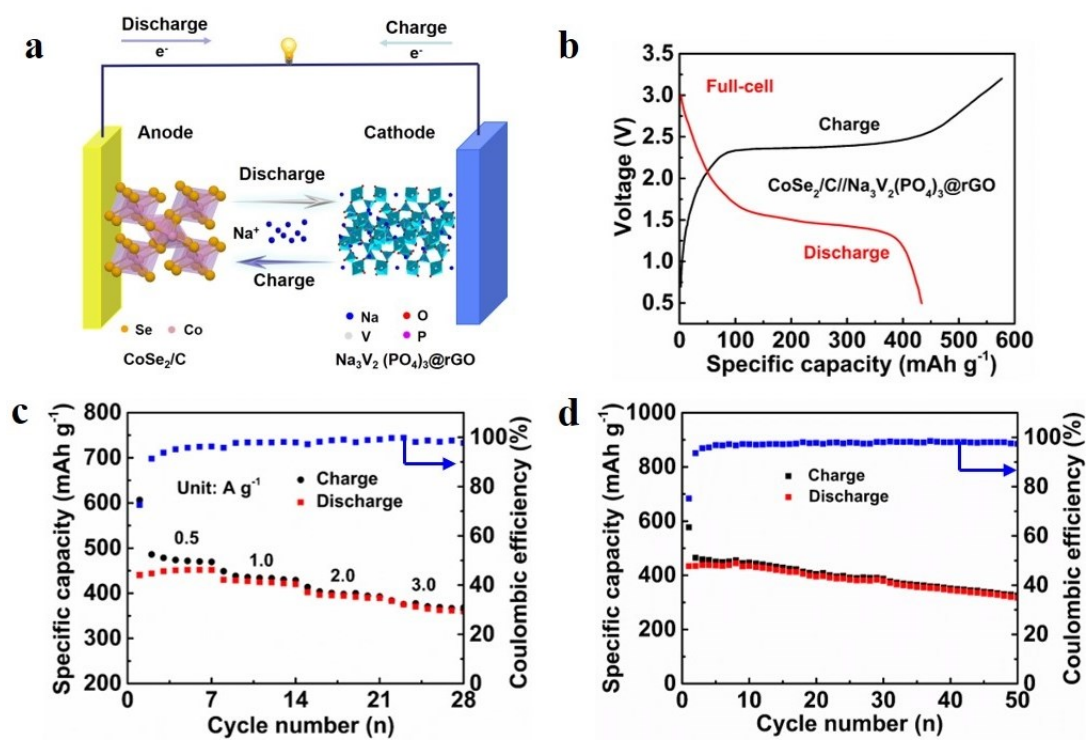 a
Discharge
e⁻
Charge
e⁻
Anode
Cathode
Discharge
Na⁺
Charge
Se Co
Na O
V P
CoSe₂/C
Na₃V₂ (PO₄)₃@rGO
b
Full-cell
Charge
CoSe₂/C//Na₃V₂(PO₄)₃@rGO
Discharge
Voltage (V)
3.5
3.0
2.5
2.0
1.5
1.0
0.5
0 100 200 300 400 500 600
Specific capacity (mAh g⁻¹)
c
Specific capacity (mAh g⁻¹)
800
700
600
500
400
300
200
Unit: A g⁻¹
Charge
Discharge
0.5
1.0
2.0
3.0
100
80
60
40
20
0
Coulombic efficiency (%)
0 7 14 21 28
Cycle number (n)
d
Specific capacity (mAh g⁻¹)
1000
800
600
400
200
0
Charge
Discharge
100
80
60
40
20
0
Coulombic efficiency (%)
0 10 20 30 40 50
Cycle number (n)